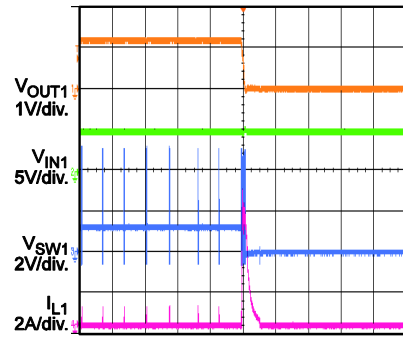 VOUT1
1V/div.
VIN1
5V/div.
VSW1
2V/div.
IL1
2A/div.